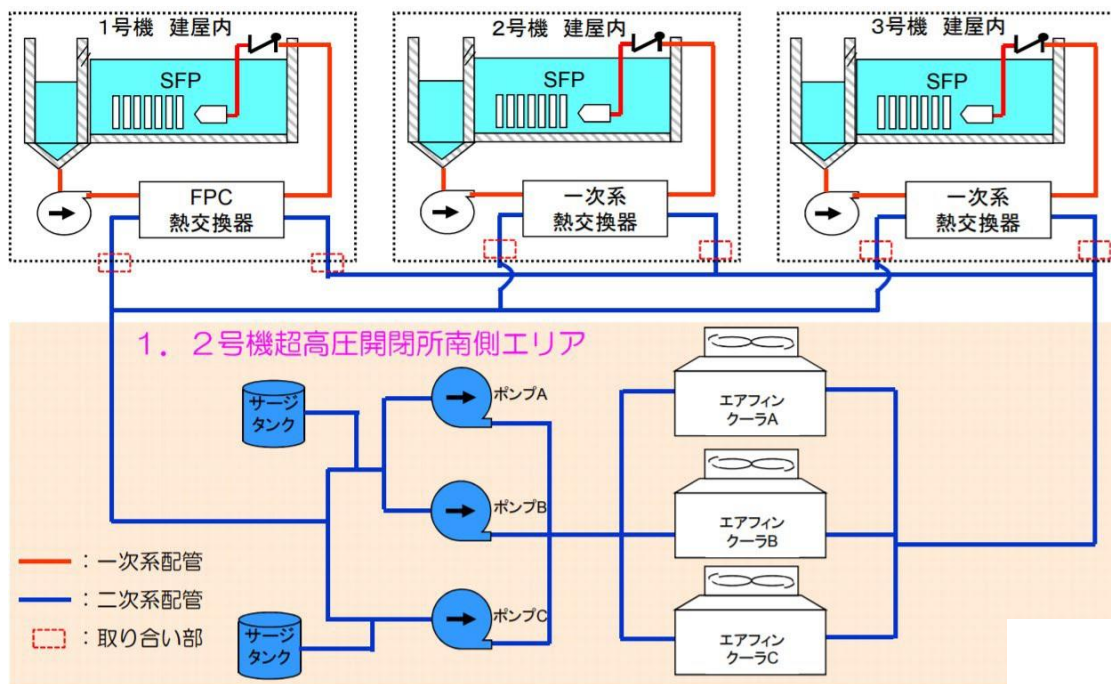 1号機 建屋内
SFP
FPC
熱交換器
2号機 建屋内
SFP
一次系
熱交換器
3号機 建屋内
SFP
一次系
熱交換器
1.2号機超高圧開閉所南側エリア
サージ
タンク
ポンプA
ポンプB
ポンプC
サージ
タンク
エアフィン
クーラA
エアフィン
クーラB
エアフィン
クーラC
:一次系配管
:二次系配管
:取り合い部